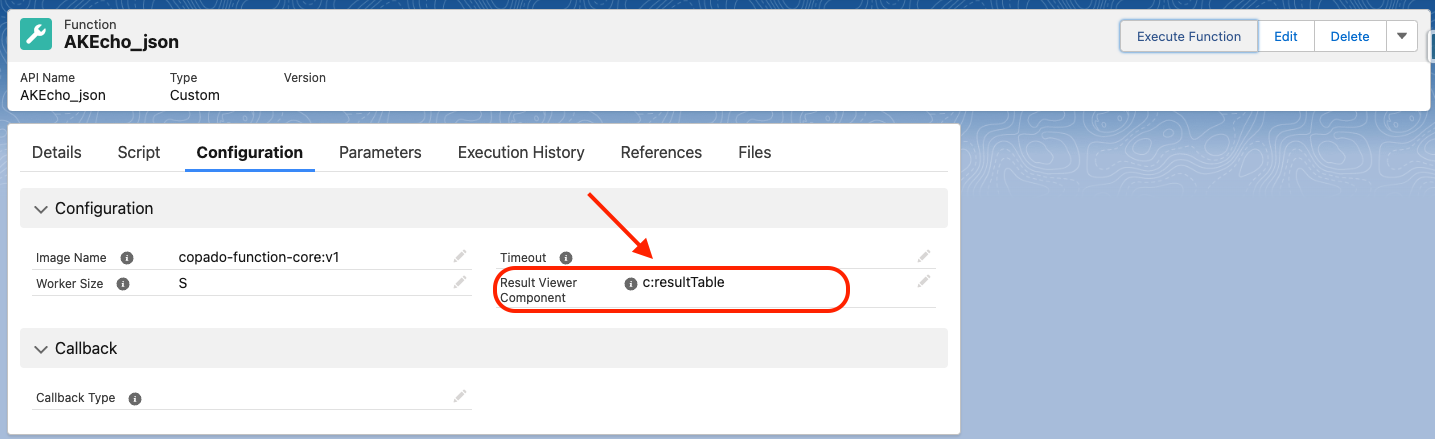 Function
AKEcho_json
Execute Function Edit Delete
API Name Type Version
AKEcho_json Custom
Details Script Configuration Parameters Execution History References Files
Configuration
Image Name copado-function-core:v1 Timeout
Worker Size S Result Viewer Component c:resultTable
Callback
Callback Type